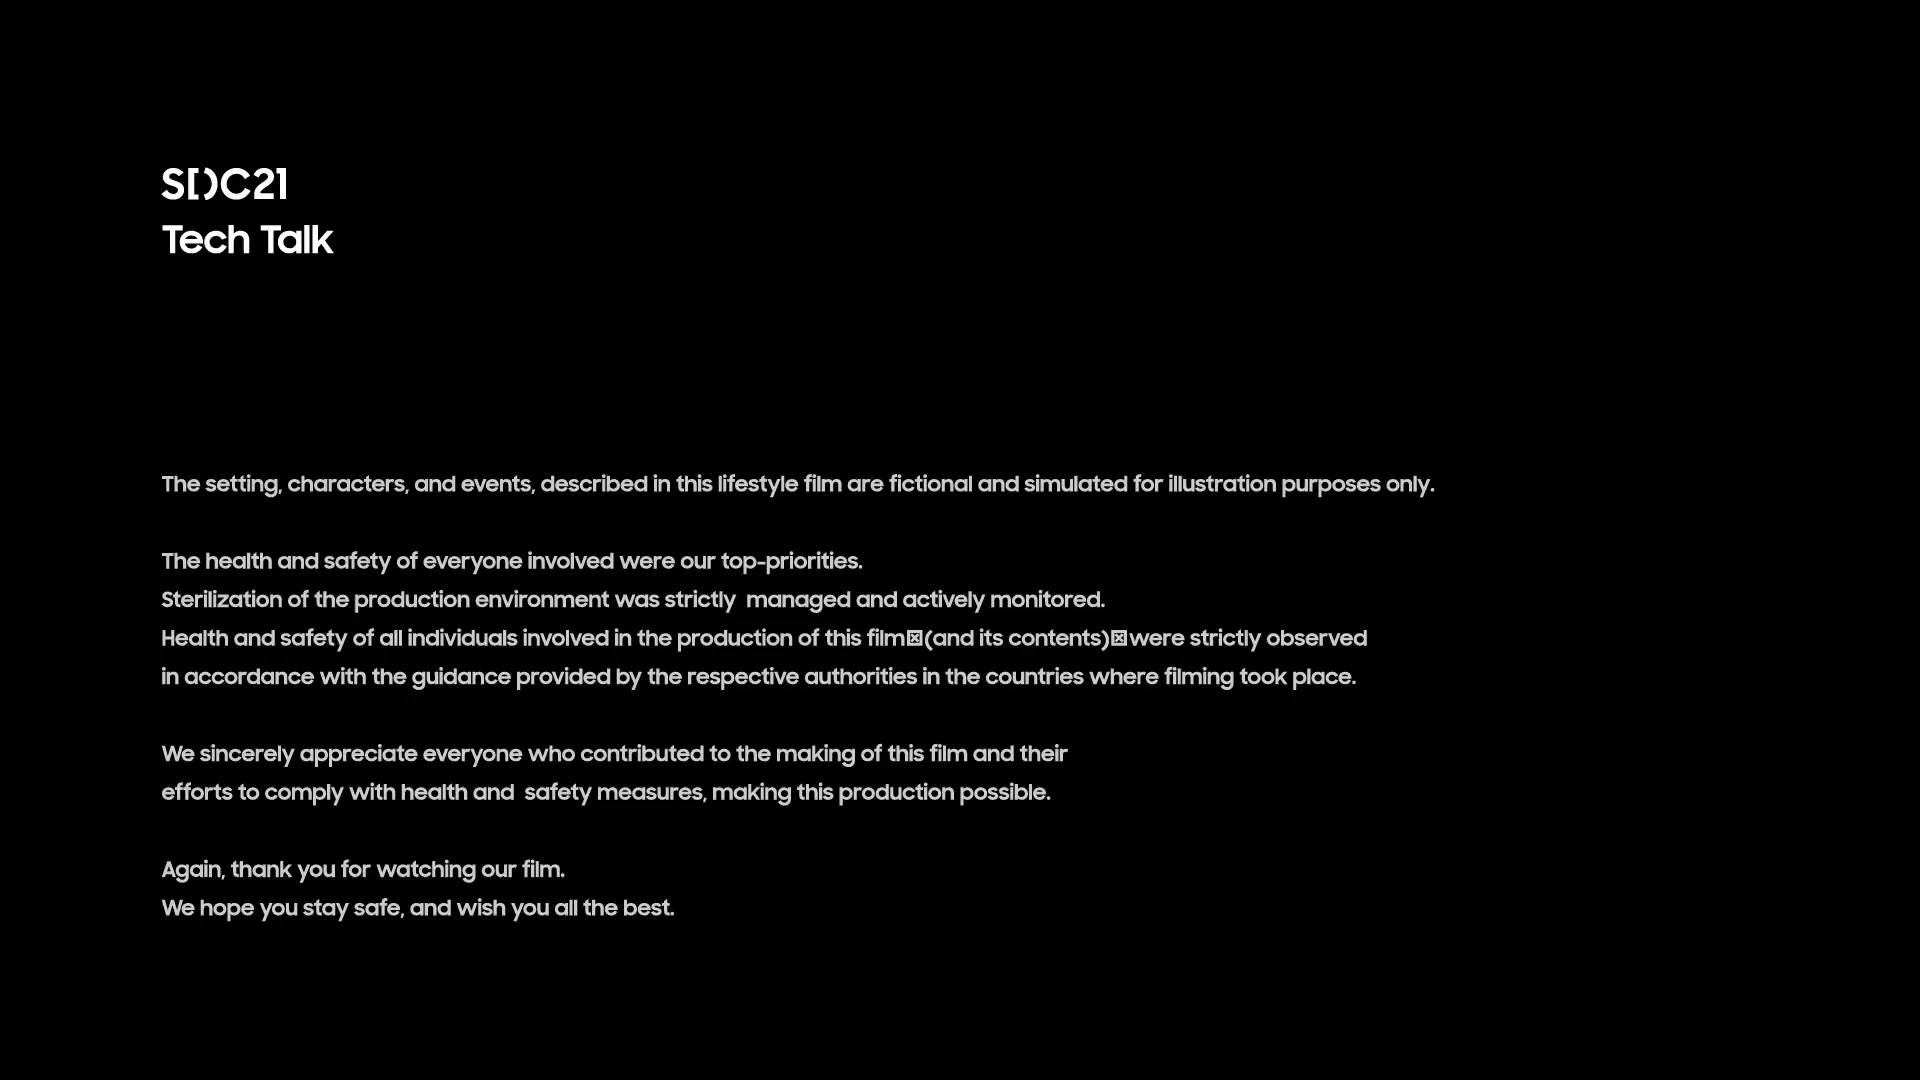 SDC21
Tech Talk
The setting, characters, and events, described in this lifestyle film are fictional and simulated for illustration purposes only.
The health and safety of everyone involved were our top-priorities.
Sterilization of the production environment was strictly  managed and actively monitored.
Health and safety of all individuals involved in the production of this film☒(and its contents)☒were strictly observed
in accordance with the guidance provided by the respective authorities in the countries where filming took place.
We sincerely appreciate everyone who contributed to the making of this film and their
efforts to comply with health and  safety measures, making this production possible.
Again, thank you for watching our film.
We hope you stay safe, and wish you all the best.